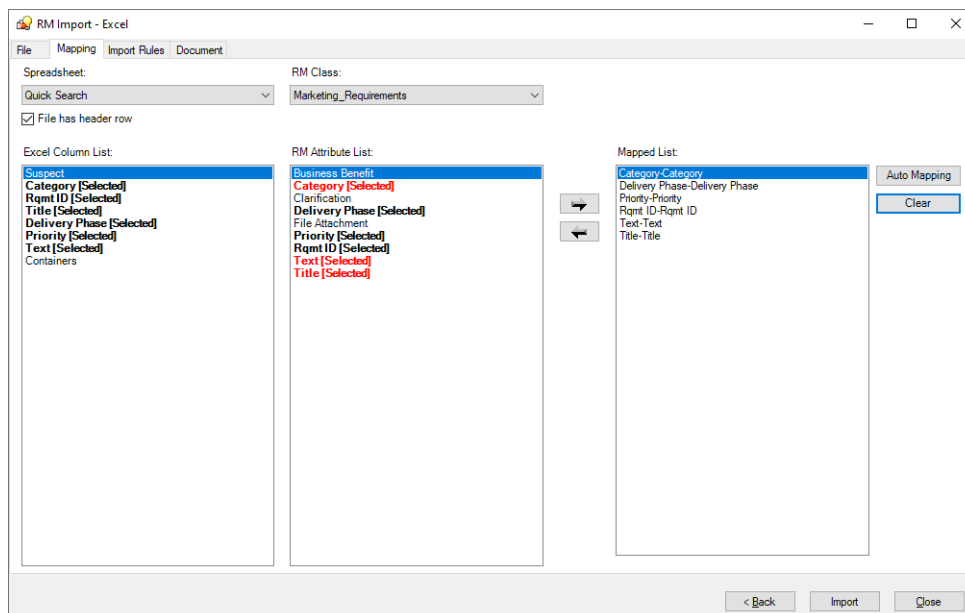 RM Import - Excel
File Mapping Import Rules Document
Spreadsheet: RM Class:
Quick Search Marketing_Requirements
File has header row
Excel Column List:
Suspect
Category [Selected]
Rqmt ID [Selected]
Title [Selected]
Delivery Phase [Selected]
Priority [Selected]
Text [Selected]
Containers
RM Attribute List:
Business Benefit
Category [Selected]
Clarification
Delivery Phase [Selected]
File Attachment
Priority [Selected]
Rqmt ID [Selected]
Text [Selected]
Title [Selected]
Mapped List:
Category-Category
Delivery Phase-Delivery Phase
Priority-Priority
Rqmt ID-Rqmt ID
Text-Text
Title-Title
Auto Mapping
Clear
< Back Import Close